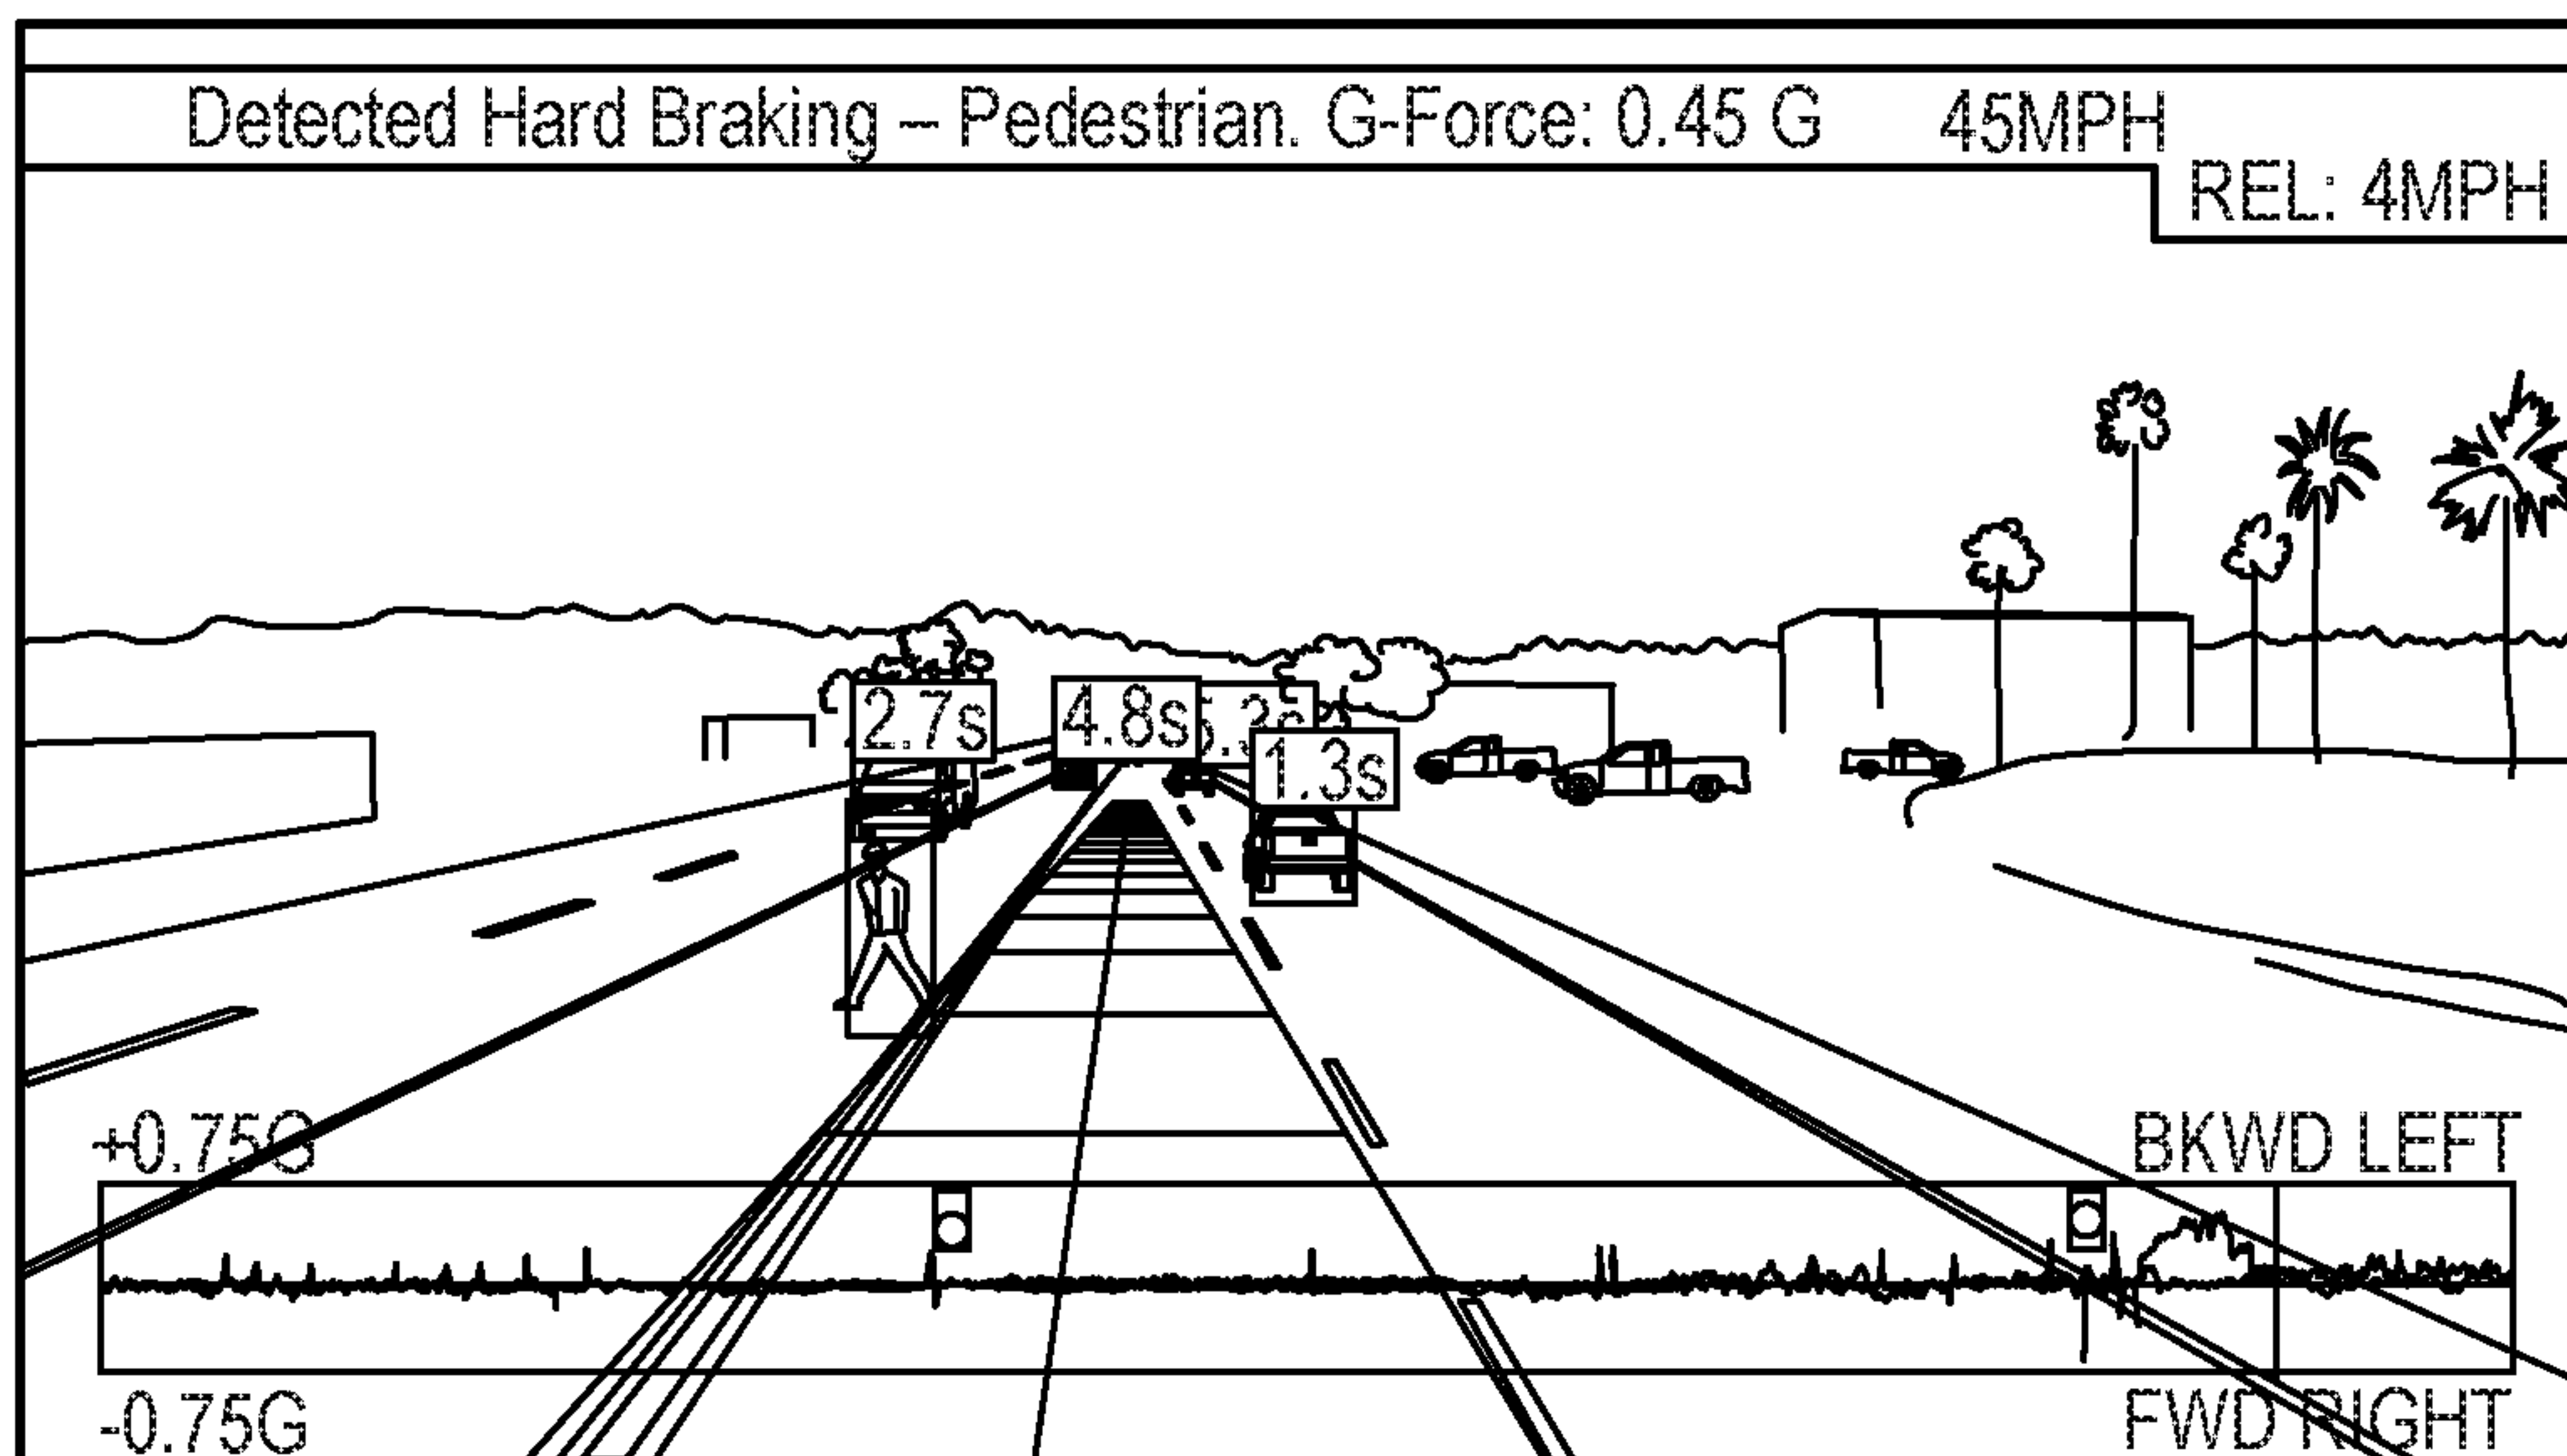 Detected Hard Braking – Pedestrian. G-Force: 0.45 G 45MPH
REL: 4MPH
2.7s
4.8s
1.3s
+0.75G
BKWD LEFT
-0.75G
FWD RIGHT